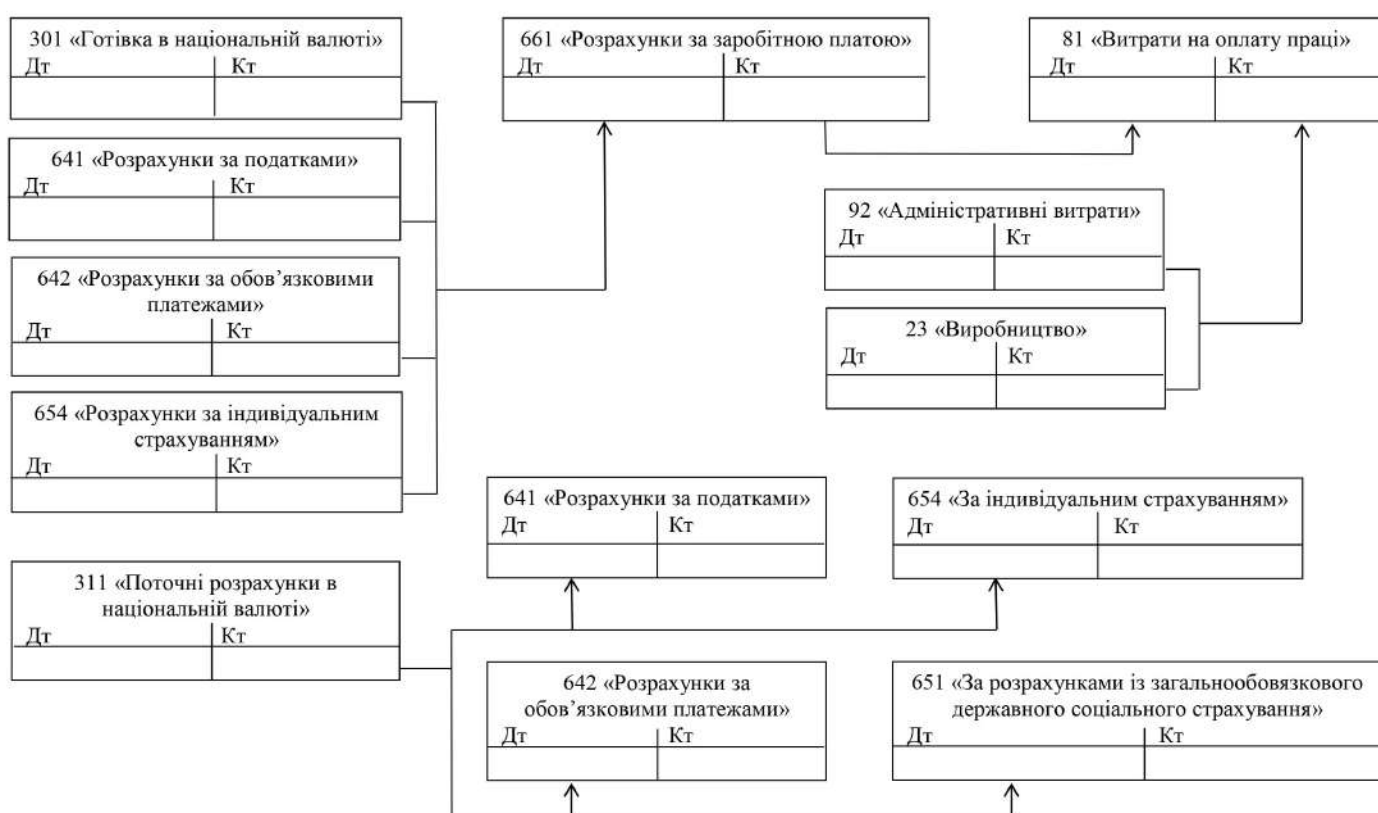 301 «Готівка в національній валюті»
Дт Кт
661 «Розрахунки за заробітною платою»
Дт Кт
81 «Витрати на оплату праці»
Дт Кт
641 «Розрахунки за податками»
Дт Кт
92 «Адміністративні витрати»
Дт Кт
642 «Розрахунки за обов’язковими
платежами»
Дт Кт
23 «Виробництво»
Дт Кт
654 «Розрахунки за індивідуальним
страхуванням»
Дт Кт
641 «Розрахунки за податками»
Дт Кт
654 «За індивідуальним страхуванням»
Дт Кт
311 «Поточні розрахунки в
національній валюті»
Дт Кт
642 «Розрахунки за
обов’язковими платежами»
Дт Кт
651 «За розрахунками із загальнообовязкового
державного соціального страхування»
Дт Кт